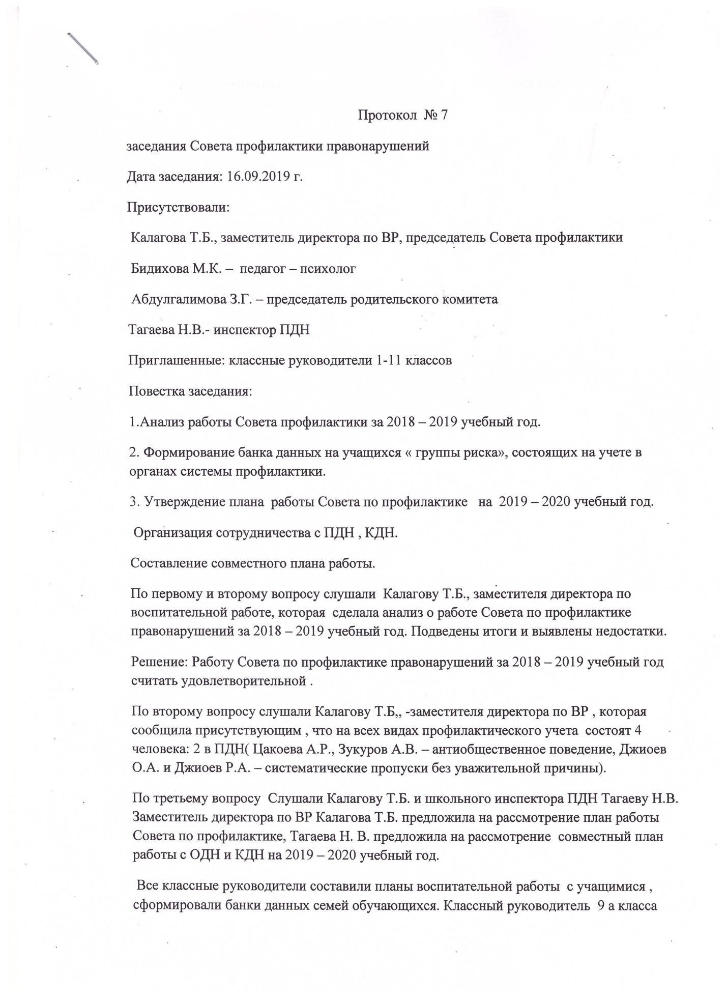 Протокол № 7
заседания Совета профилактики правонарушений
Дата заседания: 16.09.2019 г.
Присутствовали:
Калагова Т.Б., заместитель директора по ВР, председатель Совета профилактики
Бидихова М.К. – педагог – психолог
Абдулгалимова З.Г. – председатель родительского комитета
Тагаева Н.В.- инспектор ПДН
Приглашенные: классные руководители 1-11 классов
Повестка заседания:
1.Анализ работы Совета профилактики за 2018 – 2019 учебный год.
2. Формирование банка данных на учащихся « группы риска», состоящих на учете в
органах системы профилактики.
3. Утверждение плана работы Совета по профилактике на 2019 – 2020 учебный год.
Организация сотрудничества с ПДН , КДН.
Составление совместного плана работы.
По первому и второму вопросу слушали Калагову Т.Б., заместителя директора по
воспитательной работе, которая сделала анализ о работе Совета по профилактике
правонарушений за 2018 – 2019 учебный год. Подведены итоги и выявлены недостатки.
Решение: Работу Совета по профилактике правонарушений за 2018 – 2019 учебный год
считать удовлетворительной .
По второму вопросу слушали Калагову Т.Б,, -заместителя директора по ВР , которая
сообщила присутствующим , что на всех видах профилактического учета состоят 4
человека: 2 в ПДН( Цакоева А.Р., Зукуров А.В. – антиобщественное поведение, Джиоев
О.А. и Джиоев Р.А. – систематические пропуски без уважительной причины).
По третьему вопросу Слушали Калагову Т.Б. и школьного инспектора ПДН Тагаеву Н.В.
Заместитель директора по ВР Калагова Т.Б. предложила на рассмотрение план работы
Совета по профилактике, Тагаева Н. В. предложила на рассмотрение совместный план
работы с ОДН и КДН на 2019 – 2020 учебный год.
Все классные руководители составили планы воспитательной работы с учащимися ,
сформировали банки данных семей обучающихся. Классный руководитель 9 а класса